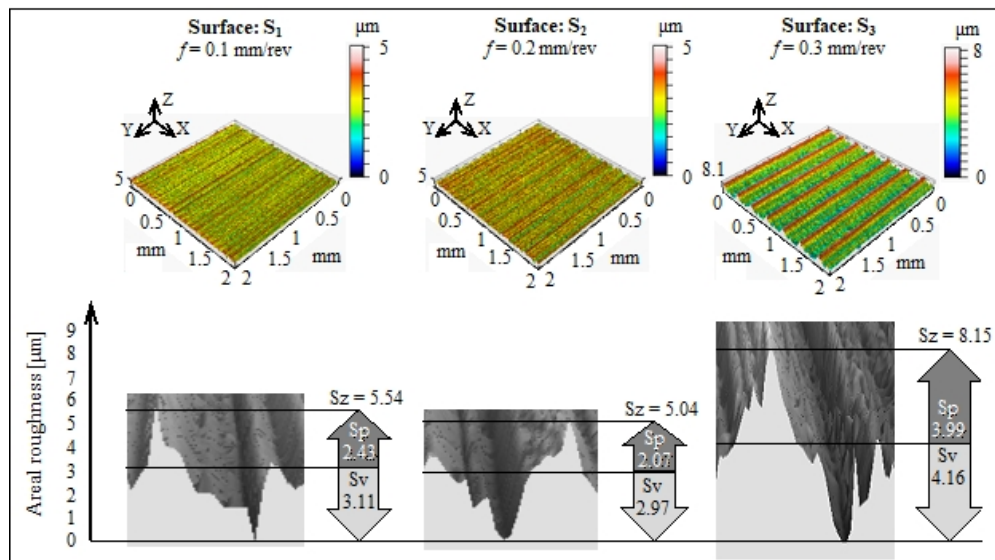 Surface: S₁
f = 0.1 mm/rev
μm
5
0
Z
Y
X
5
0
0.5
1
1.5
2
mm
0
0.5
1
1.5
2
mm
Surface: S₂
f = 0.2 mm/rev
μm
5
0
Z
Y
X
5
0
0.5
1
1.5
2
mm
0
0.5
1
1.5
2
mm
Surface: S₃
f = 0.3 mm/rev
μm
8
0
Z
Y
X
8.1
0
0.5
1
1.5
2
mm
0
0.5
1
1.5
2
mm
Areal roughness [μm]
9
8
7
6
5
4
3
2
1
0
Sz = 5.54
Sp
2.43
Sv
3.11
Sz = 5.04
Sp
2.07
Sv
2.97
Sz = 8.15
Sp
3.99
Sv
4.16